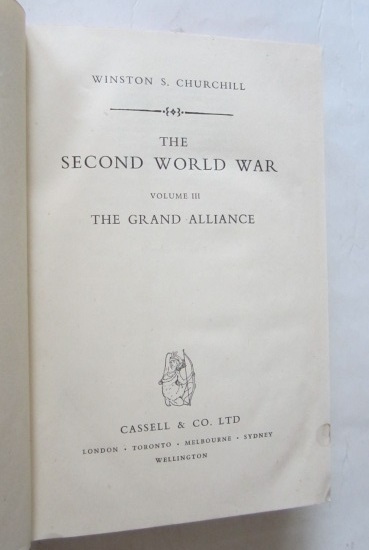 WINSTON S. CHURCHILL
THE
SECOND WORLD WAR
VOLUME III
THE GRAND ALLIANCE
CASSELL & CO. LTD
LONDON · TORONTO · MELBOURNE · SYDNEY
WELLINGTON